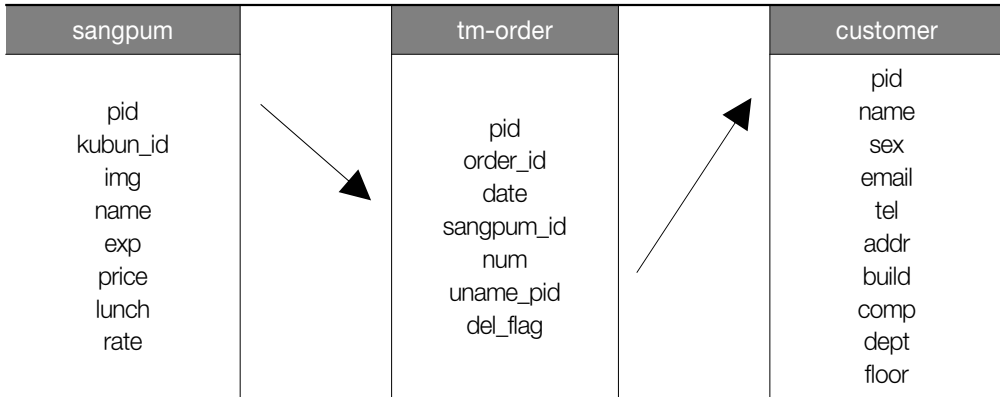 sangpum
pid
kubun_id
img
name
exp
price
lunch
rate
tm-order
pid
order_id
date
sangpum_id
num
uname_pid
del_flag
customer
pid
name
sex
email
tel
addr
build
comp
dept
floor